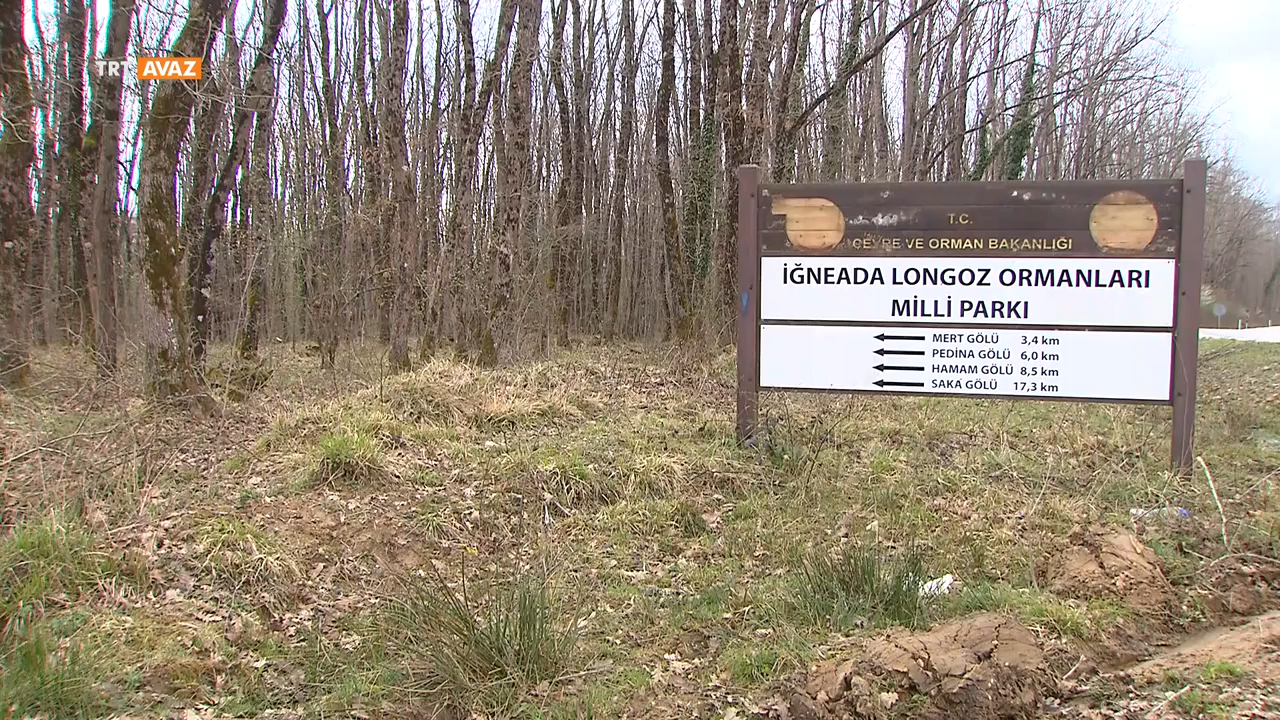 TRT AVAZ
T.C.
ÇEVRE VE ORMAN BAKANLIĞI
İĞNEADA LONGOZ ORMANLARI
MİLLİ PARKI
MERT GÖLÜ 3,4 km
PEDİNA GÖLÜ 6,0 km
HAMAM GÖLÜ 8,5 km
SAKA GÖLÜ 17,3 km